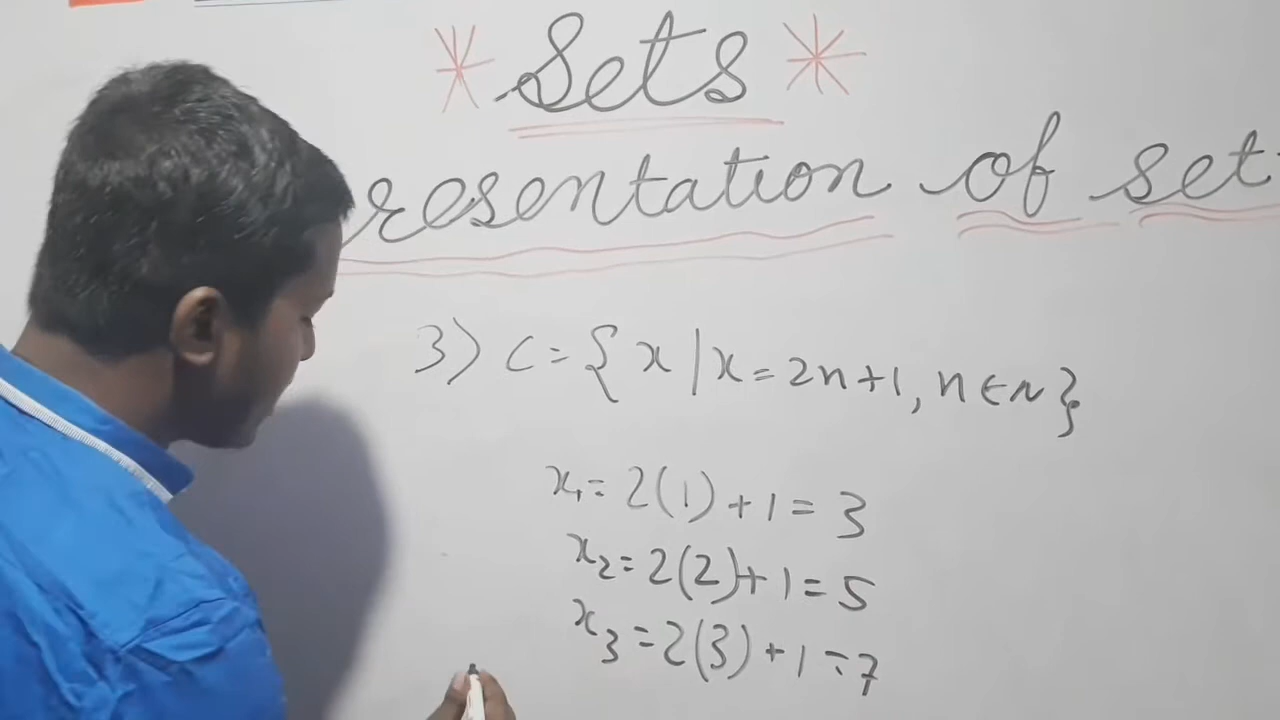 * Sets *
resentation of set
3) C = { x | x = 2n+1, n ∈ N }
x₁ = 2(1) + 1 = 3
x₂ = 2(2) + 1 = 5
x₃ = 2(3) + 1 = 7